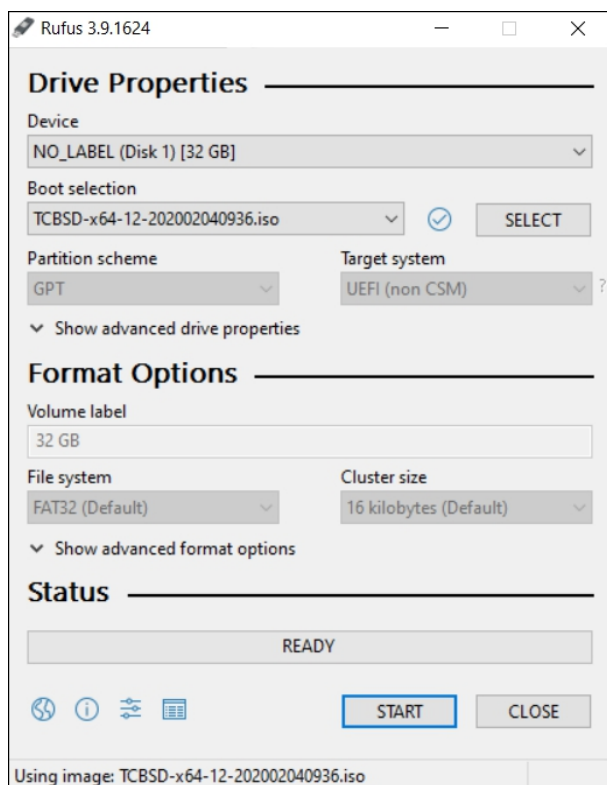 Rufus 3.9.1624
Drive Properties
Device
NO_LABEL (Disk 1) [32 GB]
Boot selection
TCBSD-x64-12-202002040936.iso
SELECT
Partition scheme
Target system
GPT
UEFI (non CSM)
?
Show advanced drive properties
Format Options
Volume label
32 GB
File system
Cluster size
FAT32 (Default)
16 kilobytes (Default)
Show advanced format options
Status
READY
START
CLOSE
Using image: TCBSD-x64-12-202002040936.iso